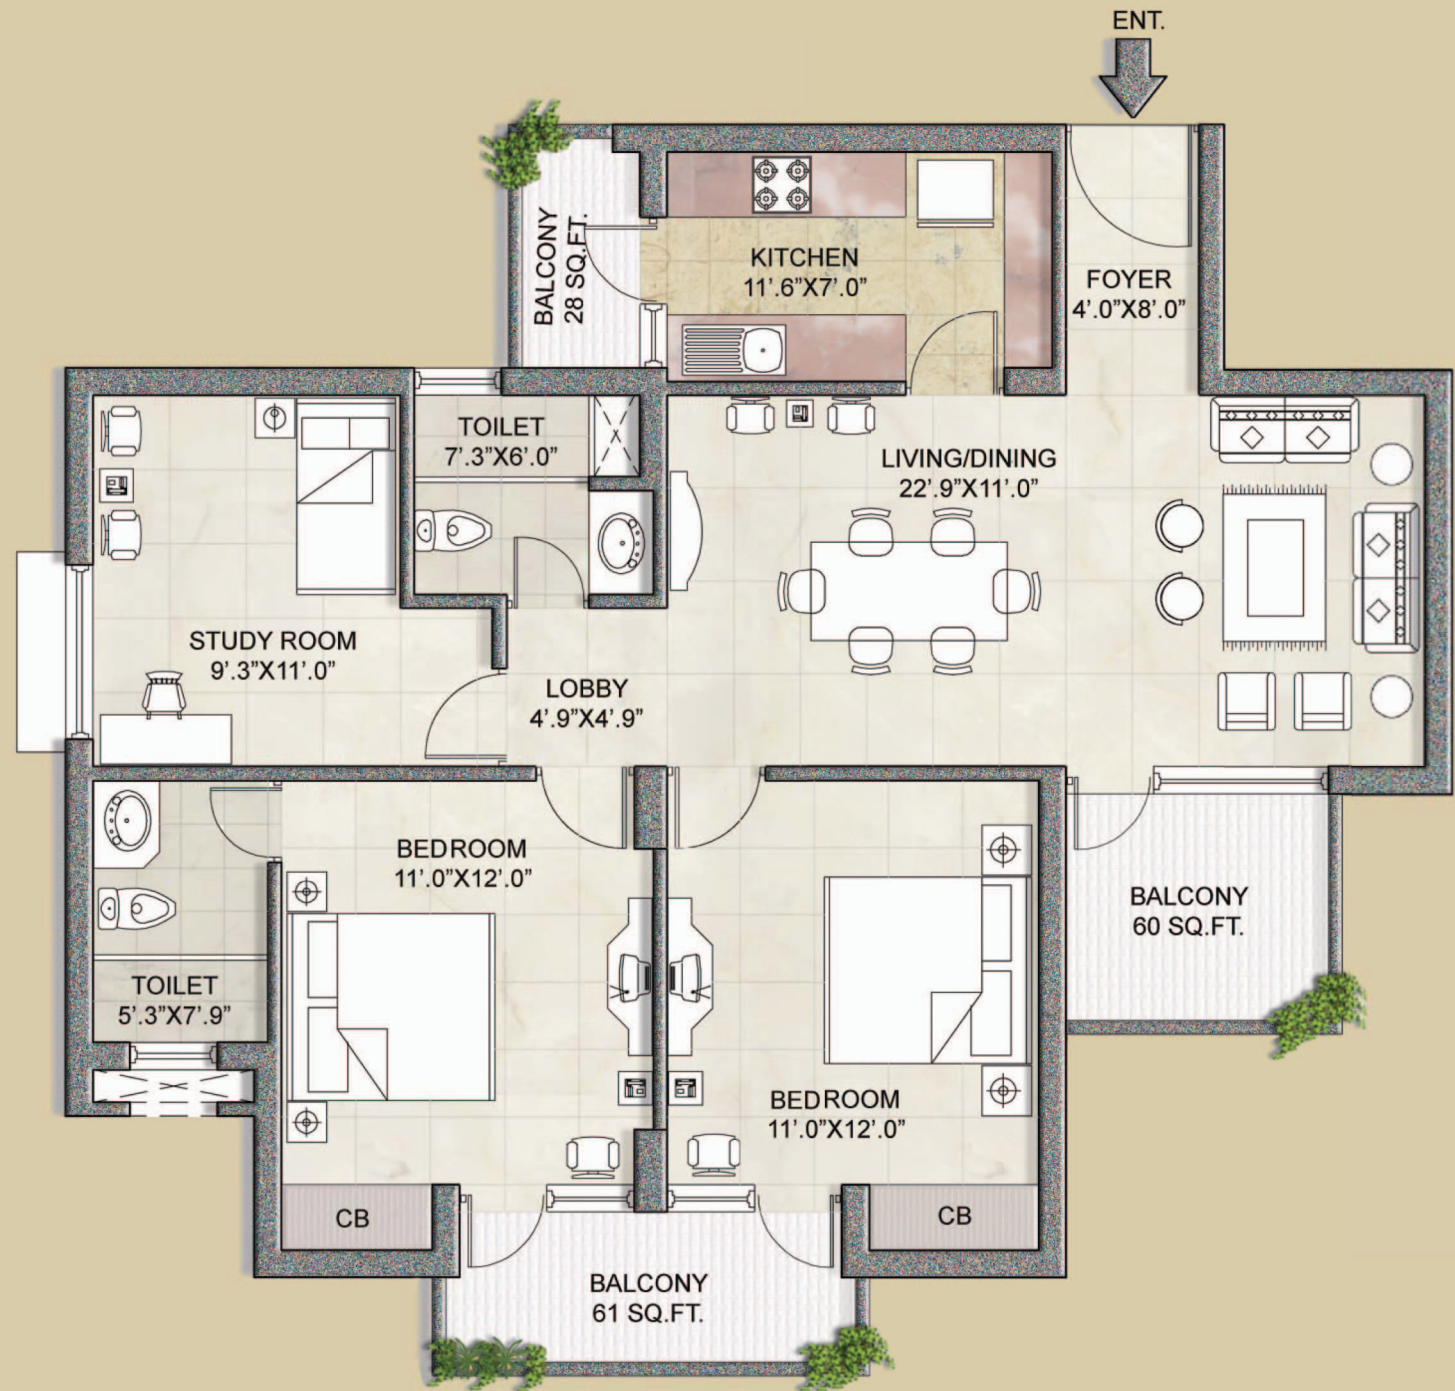 ENT.
BALCONY
28 SQ.FT.
KITCHEN
11'.6"X7'.0"
FOYER
4'.0"X8'.0"
TOILET
7'.3"X6'.0"
LIVING/DINING
22'.9"X11'.0"
STUDY ROOM
9'.3"X11'.0"
LOBBY
4'.9"X4'.9"
BEDROOM
11'.0"X12'.0"
BALCONY
60 SQ.FT.
TOILET
5'.3"X7'.9"
BEDROOM
11'.0"X12'.0"
CB
CB
BALCONY
61 SQ.FT.